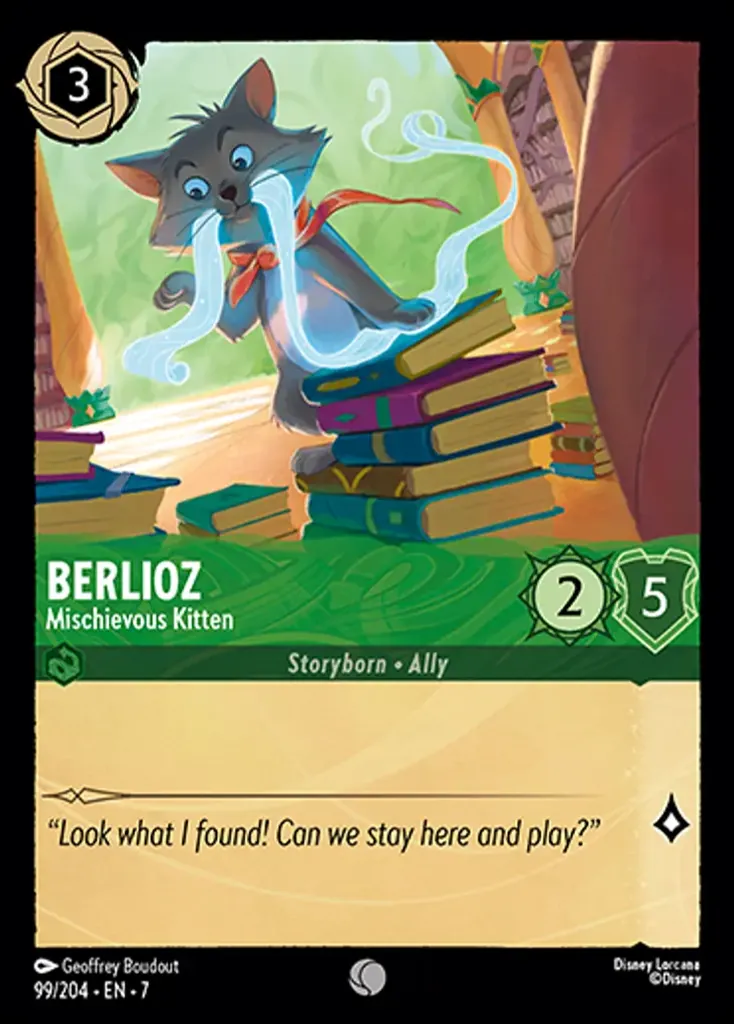 3
BERLIOZ
Mischievous Kitten
2
5
Storyborn • Ally
“Look what I found! Can we stay here and play?”
Geoffrey Boudout
99/204 • EN • 7
Disney Lorcana
©Disney